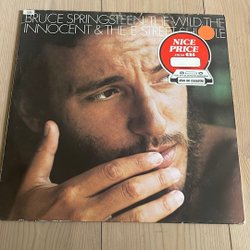 BRUCE SPRINGSTEEN, THE WILD, THE
INNOCENT & THE E STREET SHUFFLE
NICE
PRICE